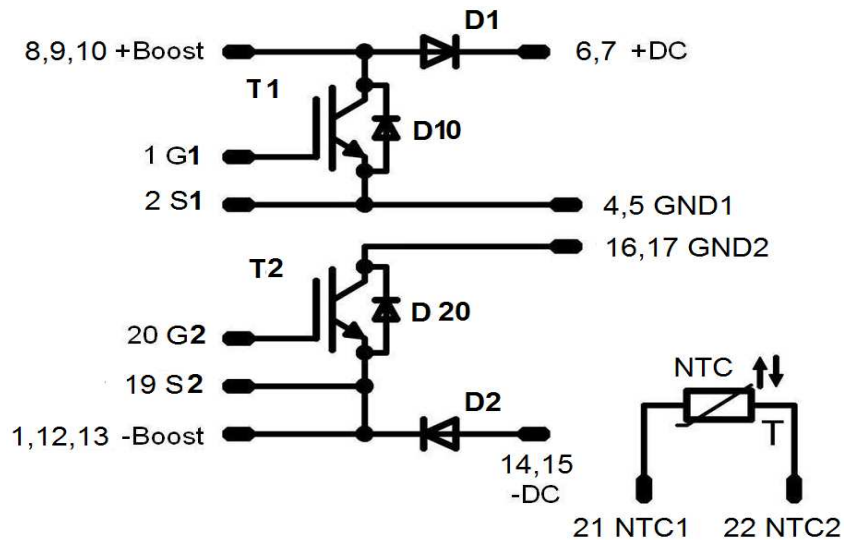 D1
8,9,10 +Boost
6,7 +DC
T1
D10
1 G1
2 S1
4,5 GND1
16,17 GND2
T2
D 20
20 G2
19 S2
NTC
D2
1,12,13 -Boost
T
14,15
-DC
21 NTC1
22 NTC2